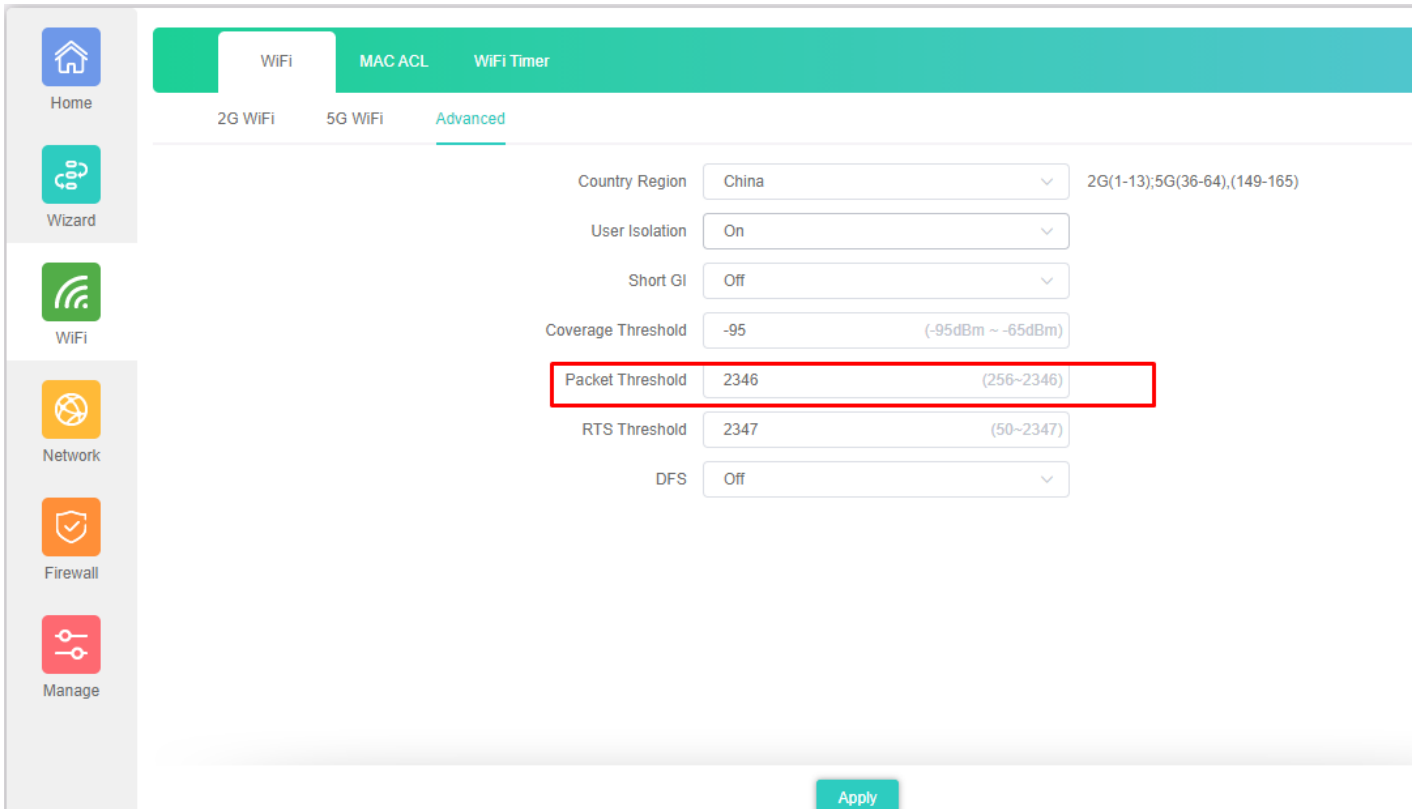 Home
Wizard
WiFi
Network
Firewall
Manage
WiFi MAC ACL WiFi Timer
2G WiFi 5G WiFi Advanced
Country Region China 2G(1-13);5G(36-64),(149-165)
User Isolation On
Short GI Off
Coverage Threshold -95 (-95dBm ~ -65dBm)
Packet Threshold 2346 (256~2346)
RTS Threshold 2347 (50~2347)
DFS Off
Apply